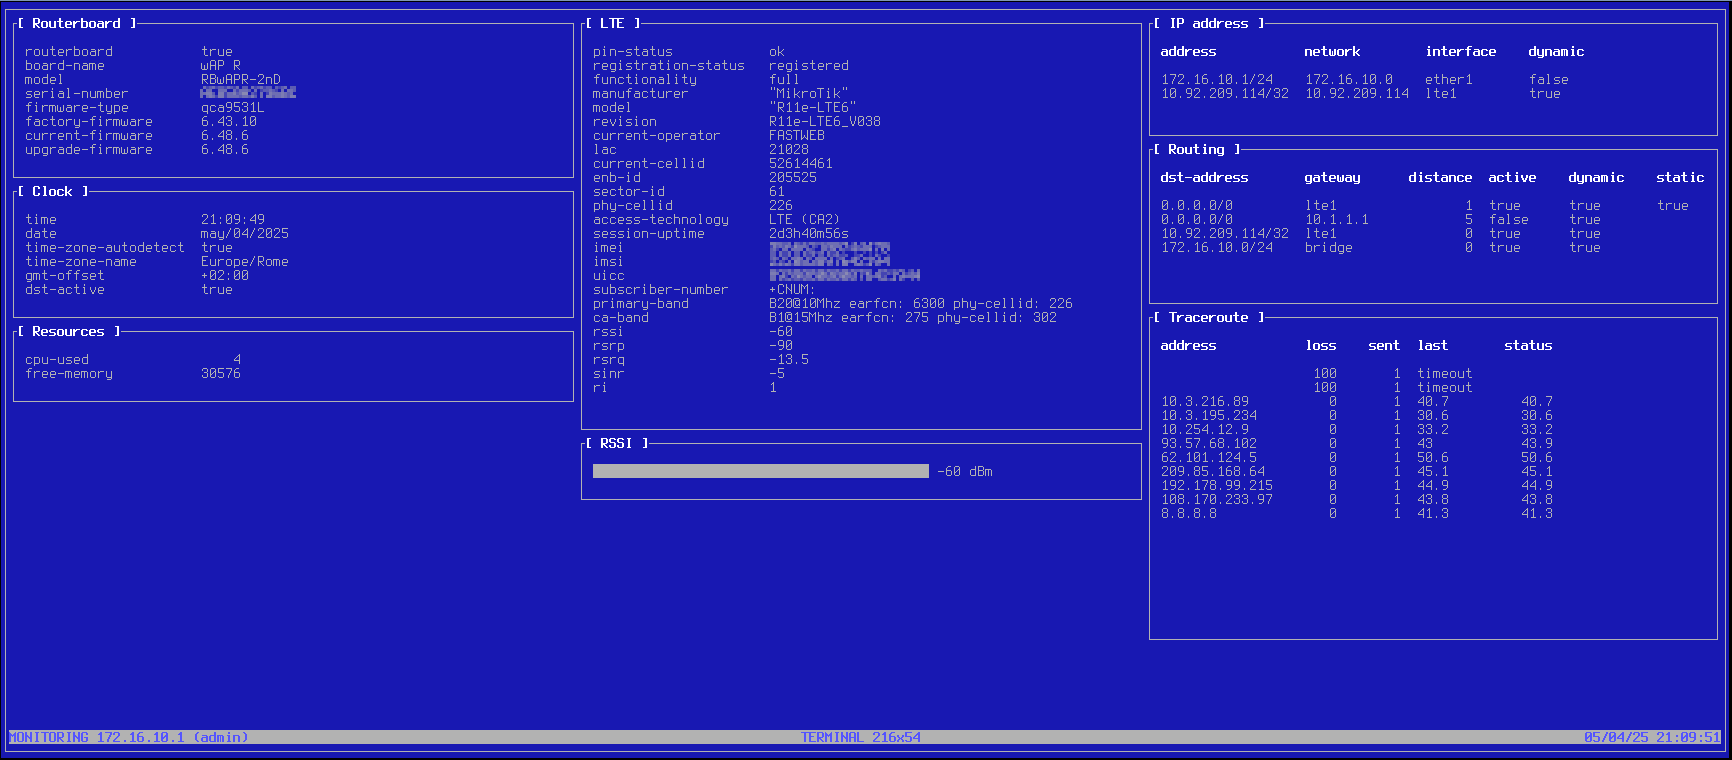 [ Routerboard ]
routerboard true
board-name wAP R
model RBwAPR-2nD
serial-number
firmware-type qca9531L
factory-firmware 6.43.10
current-firmware 6.48.6
upgrade-firmware 6.48.6
[ Clock ]
time 21:09:49
date may/04/2025
time-zone-autodetect true
time-zone-name Europe/Rome
gmt-offset +02:00
dst-active true
[ Resources ]
cpu-used 4
free-memory 30576
[ LTE ]
pin-status ok
registration-status registered
functionality full
manufacturer "MikroTik"
model "R11e-LTE6"
revision R11e-LTE6_V038
current-operator FASTWEB
lac 21028
current-cellid 52614461
enb-id 205525
sector-id 61
phy-cellid 226
access-technology LTE (CA2)
session-uptime 2d3h40m56s
imei
imsi
uicc
subscriber-number +CNUM:
primary-band B20@10Mhz earfcn: 6300 phy-cellid: 226
ca-band B1@15Mhz earfcn: 275 phy-cellid: 302
rssi -60
rsrp -90
rsrq -13.5
sinr -5
ri 1
[ RSSI ]
-60 dBm
[ IP address ]
address network interface dynamic
172.16.10.1/24 172.16.10.0 ether1 false
10.92.209.114/32 10.92.209.114 lte1 true
[ Routing ]
dst-address gateway distance active dynamic static
0.0.0.0/0 lte1 1 true true true
0.0.0.0/0 10.1.1.1 5 false true
10.92.209.114/32 lte1 0 true true
172.16.10.0/24 bridge 0 true true
[ Traceroute ]
address loss sent last status
100 1 timeout
100 1 timeout
10.3.216.89 0 1 40.7 40.7
10.3.195.234 0 1 30.6 30.6
10.254.12.9 0 1 33.2 33.2
93.57.68.102 0 1 43 43.9
62.101.124.5 0 1 50.6 50.6
209.85.168.64 0 1 45.1 45.1
192.178.99.215 0 1 44.9 44.9
108.170.233.97 0 1 43.8 43.8
8.8.8.8 0 1 41.3 41.3
MONITORING 172.16.10.1 (admin) TERMINAL 216x54 05/04/25 21:09:51